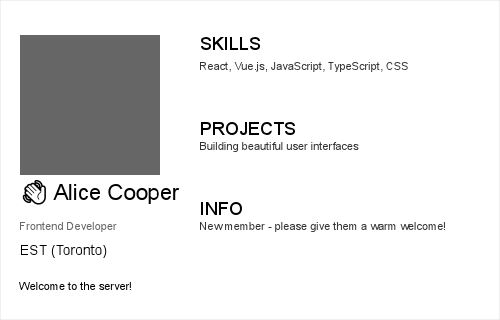 SKILLS
React, Vue.js, JavaScript, TypeScript, CSS
PROJECTS
Building beautiful user interfaces
👋 Alice Cooper
INFO
Frontend Developer
New member - please give them a warm welcome!
EST (Toronto)
Welcome to the server!